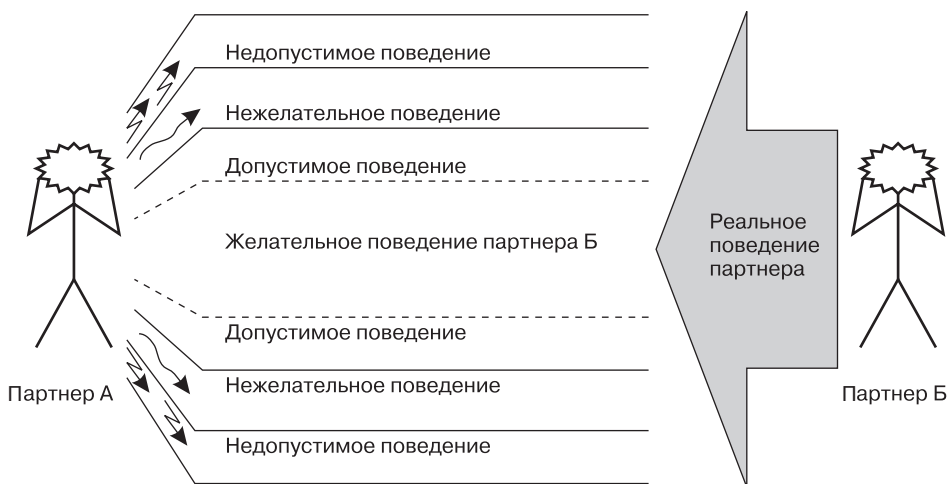 Недопустимое поведение
Нежелательное поведение
Допустимое поведение
Желательное поведение партнера Б
Допустимое поведение
Нежелательное поведение
Недопустимое поведение
Партнер А
Реальное
поведение
партнера
Партнер Б